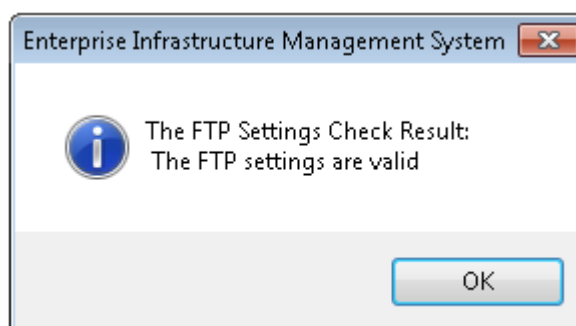 Enterprise Infrastructure Management System
The FTP Settings Check Result:
The FTP settings are valid
OK